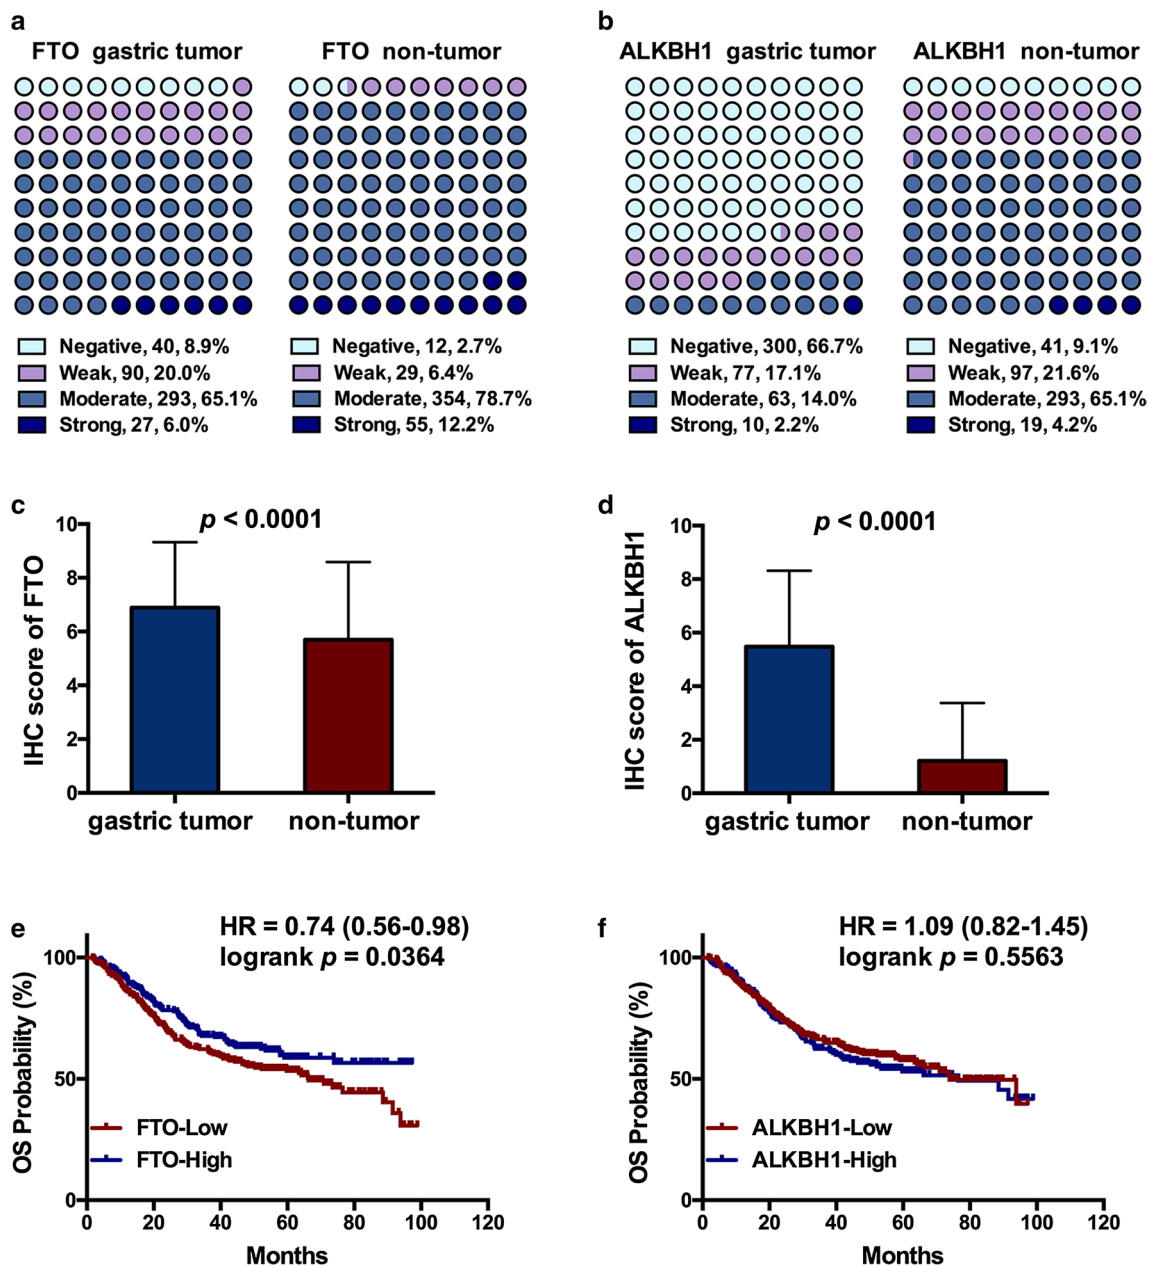 a
FTO gastric tumor
FTO non-tumor
Negative, 40, 8.9%
Weak, 90, 20.0%
Moderate, 293, 65.1%
Strong, 27, 6.0%
Negative, 12, 2.7%
Weak, 29, 6.4%
Moderate, 354, 78.7%
Strong, 55, 12.2%
b
ALKBH1 gastric tumor
ALKBH1 non-tumor
Negative, 300, 66.7%
Weak, 77, 17.1%
Moderate, 63, 14.0%
Strong, 10, 2.2%
Negative, 41, 9.1%
Weak, 97, 21.6%
Moderate, 293, 65.1%
Strong, 19, 4.2%
c
p < 0.0001
IHC score of FTO
10
8
6
4
2
0
gastric tumor
non-tumor
d
p < 0.0001
IHC score of ALKBH1
10
8
6
4
2
0
gastric tumor
non-tumor
e
HR = 0.74 (0.56-0.98)
logrank p = 0.0364
OS Probability (%)
100
50
0
FTO-Low
FTO-High
0 20 40 60 80 100 120
Months
f
HR = 1.09 (0.82-1.45)
logrank p = 0.5563
OS Probability (%)
100
50
0
ALKBH1-Low
ALKBH1-High
0 20 40 60 80 100 120
Months